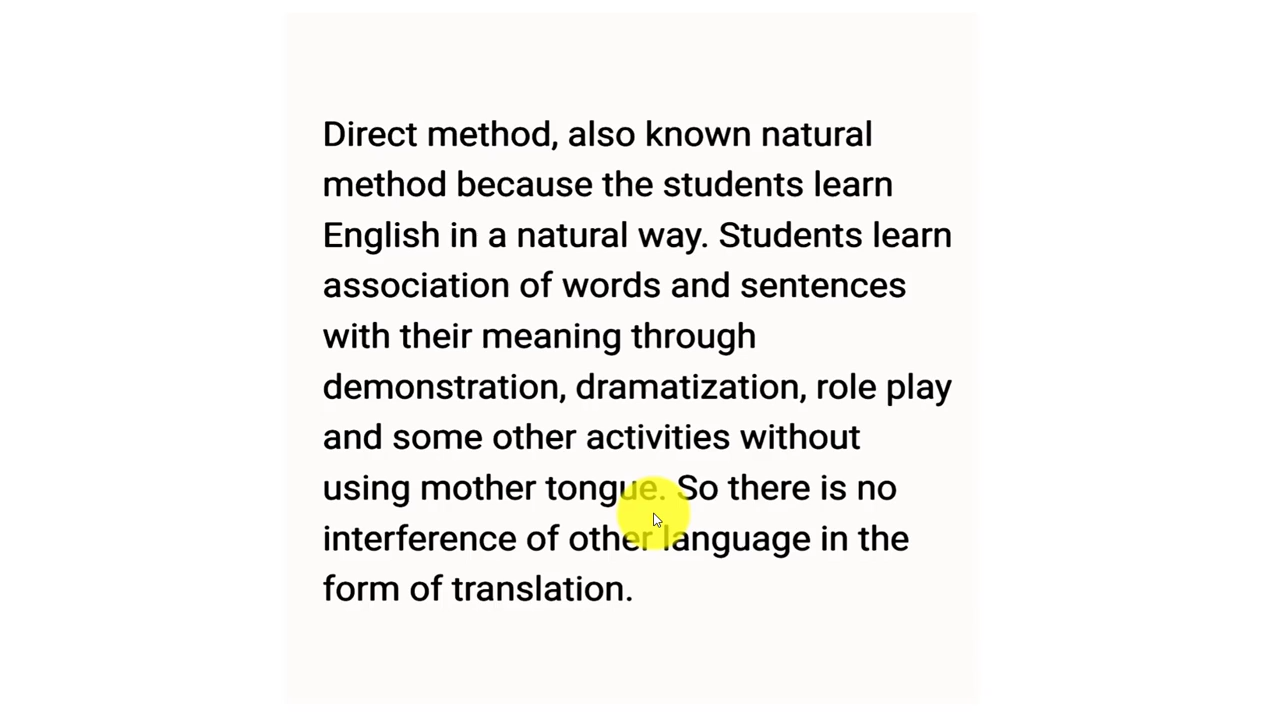 Direct method, also known natural
method because the students learn
English in a natural way. Students learn
association of words and sentences
with their meaning through
demonstration, dramatization, role play
and some other activities without
using mother tongue. So there is no
interference of other language in the
form of translation.